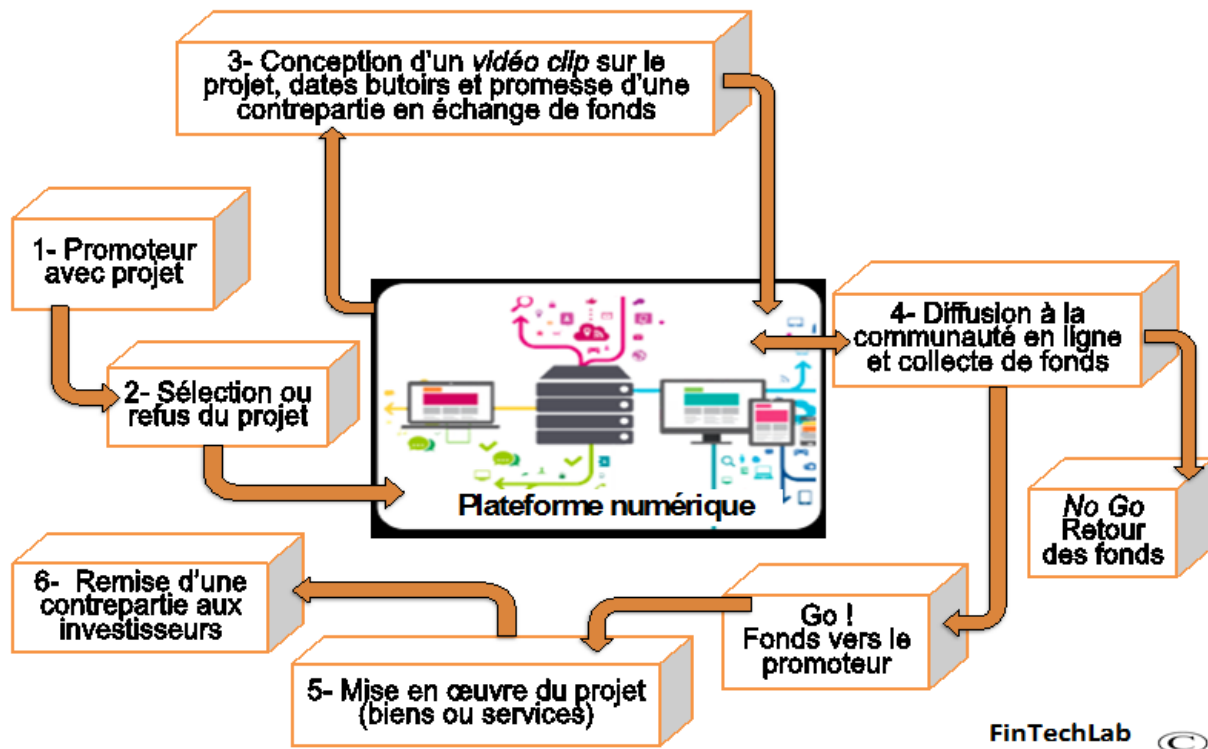 3- Conception d'un vidéo clip sur le
projet, dates butoirs et promesse d'une
contrepartie en échange de fonds
1- Promoteur
avec projet
2- Sélection ou
refus du projet
Plateforme numérique
4- Diffusion à la
communauté en ligne
et collecte de fonds
No Go
Retour
des fonds
Go !
Fonds vers le
promoteur
5- Mise en œuvre du projet
(biens ou services)
6- Remise d'une
contrepartie aux
investisseurs
FinTechLab ©